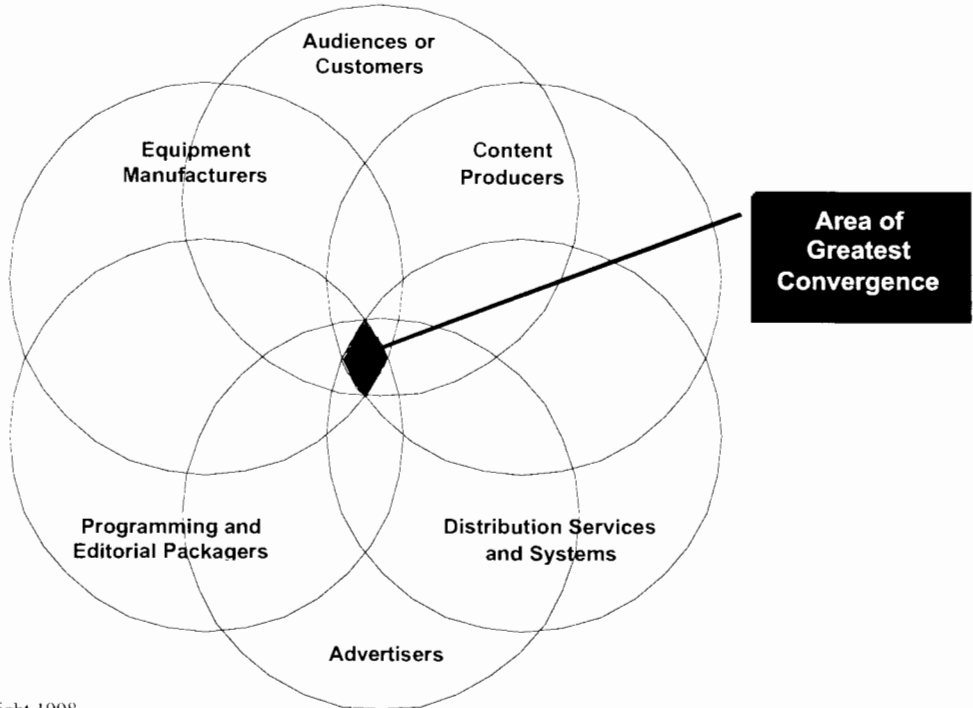 Audiences or
Customers
Equipment
Manufacturers
Content
Producers
Area of
Greatest
Convergence
Programming and
Editorial Packagers
Distribution Services
and Systems
Advertisers
1998